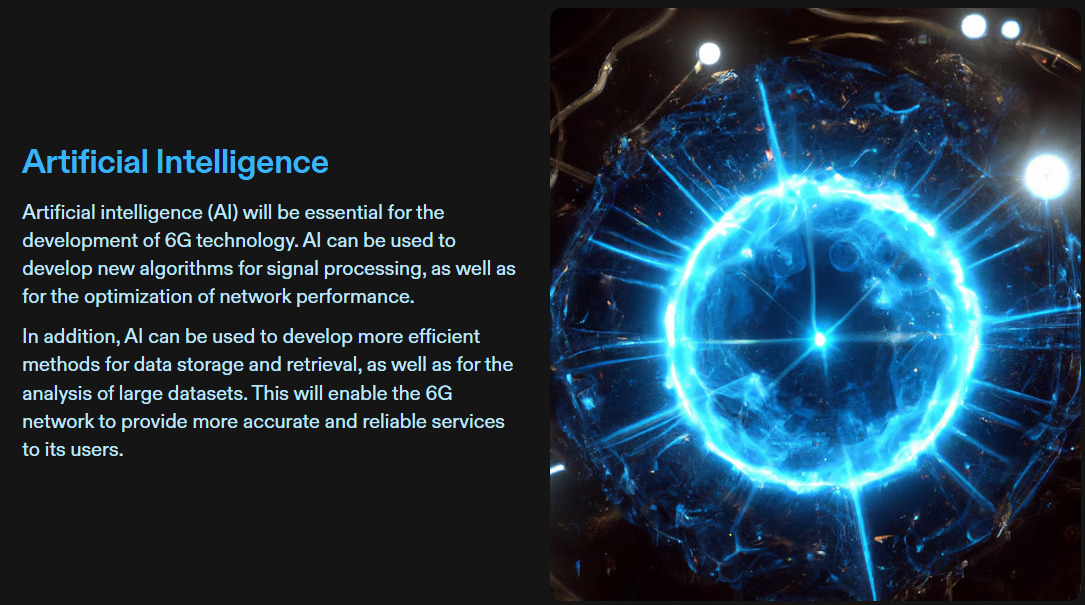 Artificial Intelligence
Artificial intelligence (AI) will be essential for the
development of 6G technology. AI can be used to
develop new algorithms for signal processing, as well as
for the optimization of network performance.
In addition, AI can be used to develop more efficient
methods for data storage and retrieval, as well as for the
analysis of large datasets. This will enable the 6G
network to provide more accurate and reliable services
to its users.